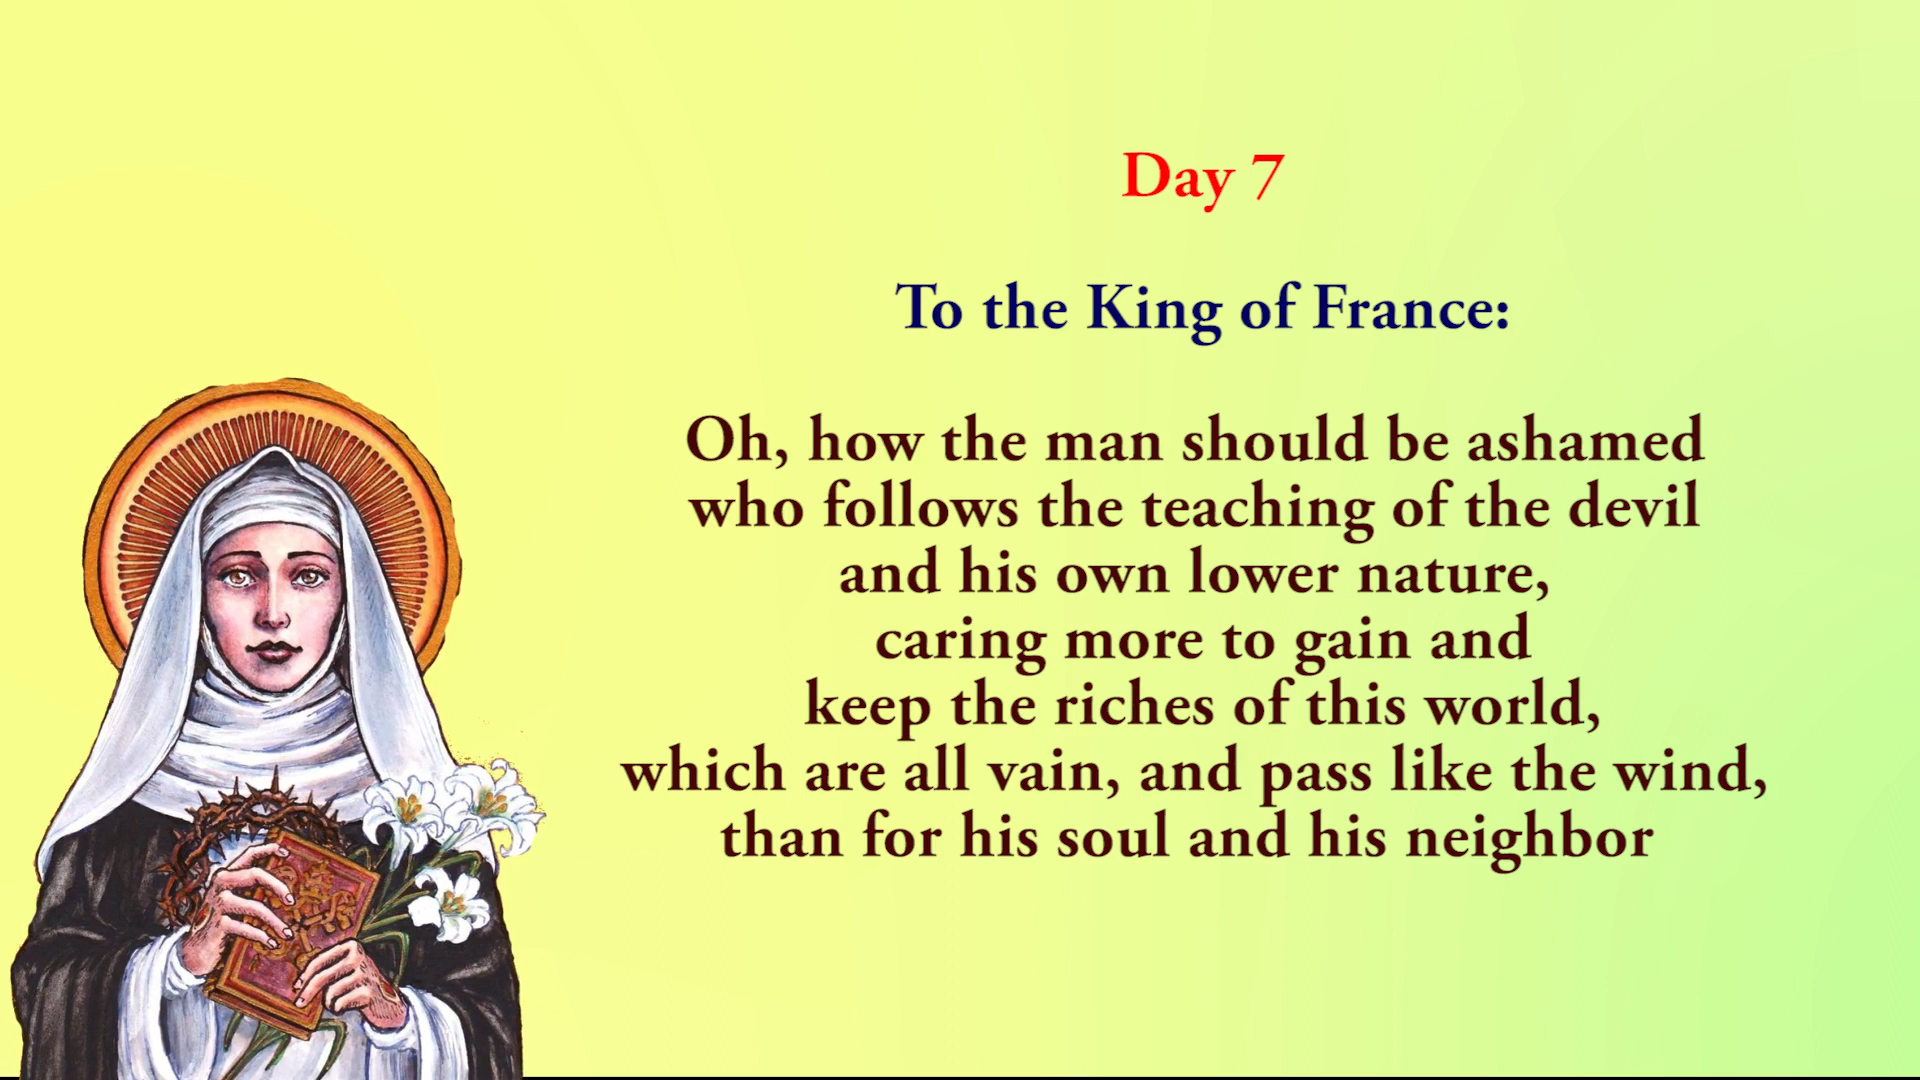 Day 7
To the King of France:
Oh, how the man should be ashamed
who follows the teaching of the devil
and his own lower nature,
caring more to gain and
keep the riches of this world,
which are all vain, and pass like the wind,
than for his soul and his neighbor